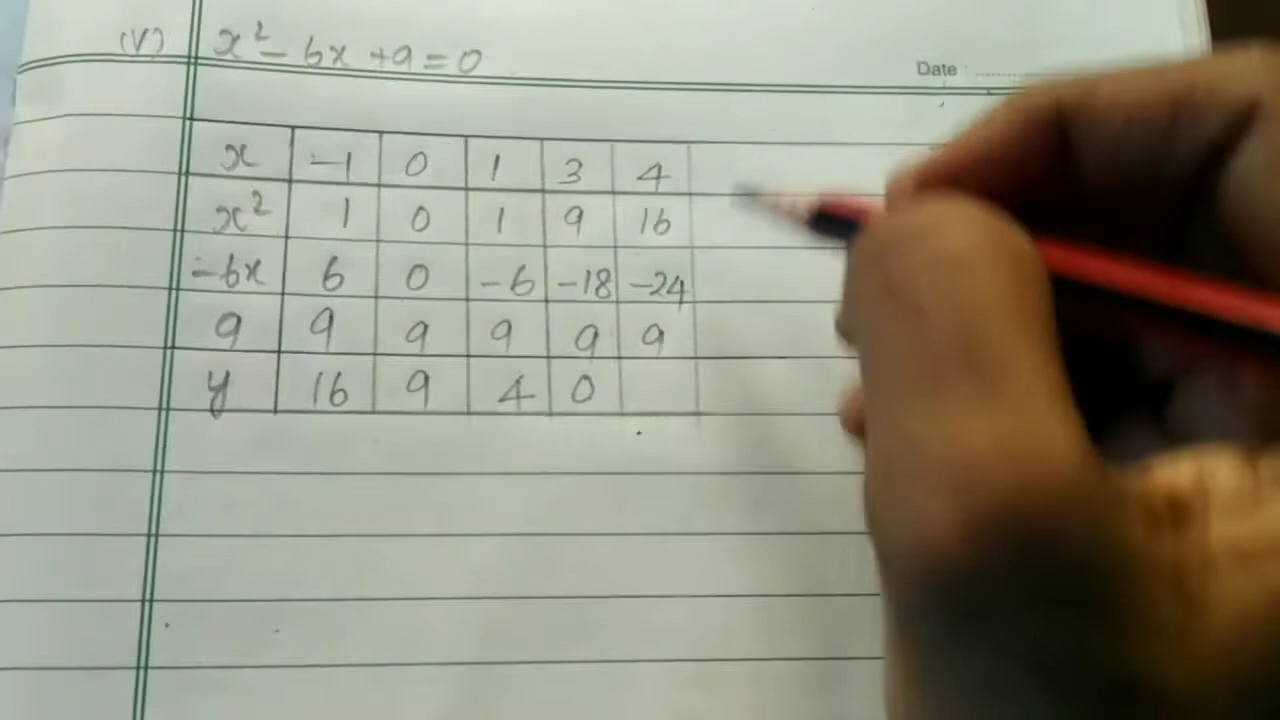 (V) x² - 6x + 9 = 0
Date :
x -1 0 1 3 4
x² 1 0 1 9 16
-6x 6 0 -6 -18 -24
9 9 9 9 9 9
y 16 9 4 0